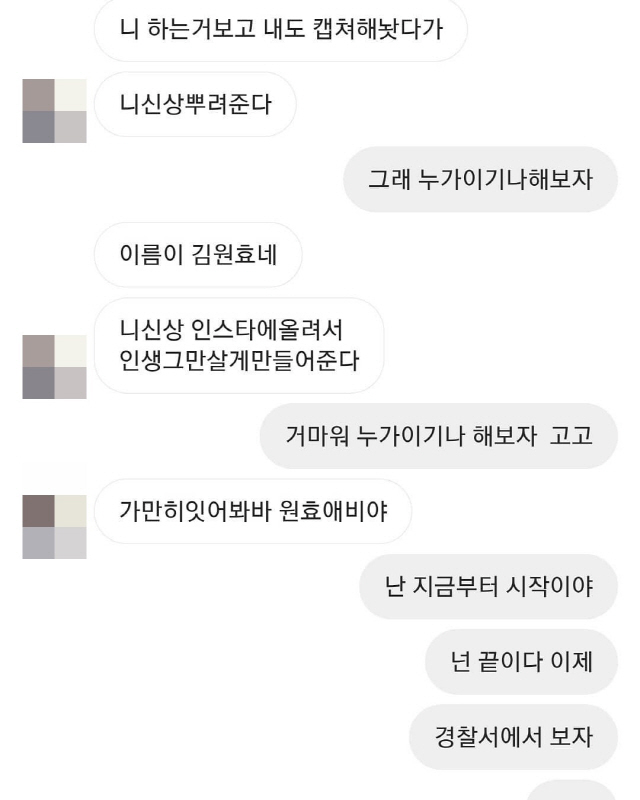 니 하는거보고 내도 캡쳐해놧다가
니신상뿌려준다
그래 누가이기나해보자
이름이 김원효네
니신상 인스타에올려서
인생그만살게만들어준다
거마워 누가이기나 해보자 고고
가만히잇어봐바 원효애비야
난 지금부터 시작이야
넌 끝이다 이제
경찰서에서 보자